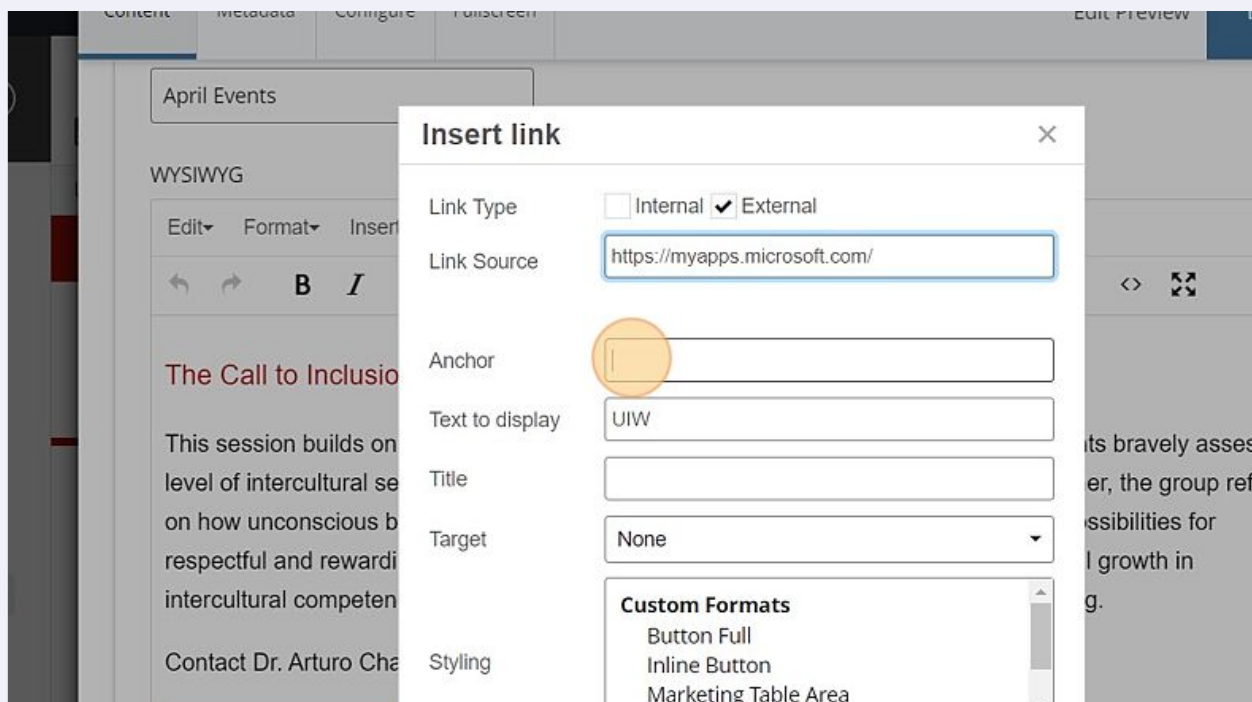 Content Metadata Configure Fullscreen Edit Preview
April Events
Insert link
WYSIWYG
Link Type Internal External
Edit Format Insert
Link Source https://myapps.microsoft.com/
B I <>
Anchor
The Call to Inclusio
Text to display UIW
This session builds on ts bravely asses
Title
level of intercultural se er, the group ref
on how unconscious b ssibilities for
Target None
respectful and rewardi l growth in
intercultural competen g.
Custom Formats
Button Full
Contact Dr. Arturo Cha Styling Inline Button
Marketing Table Area